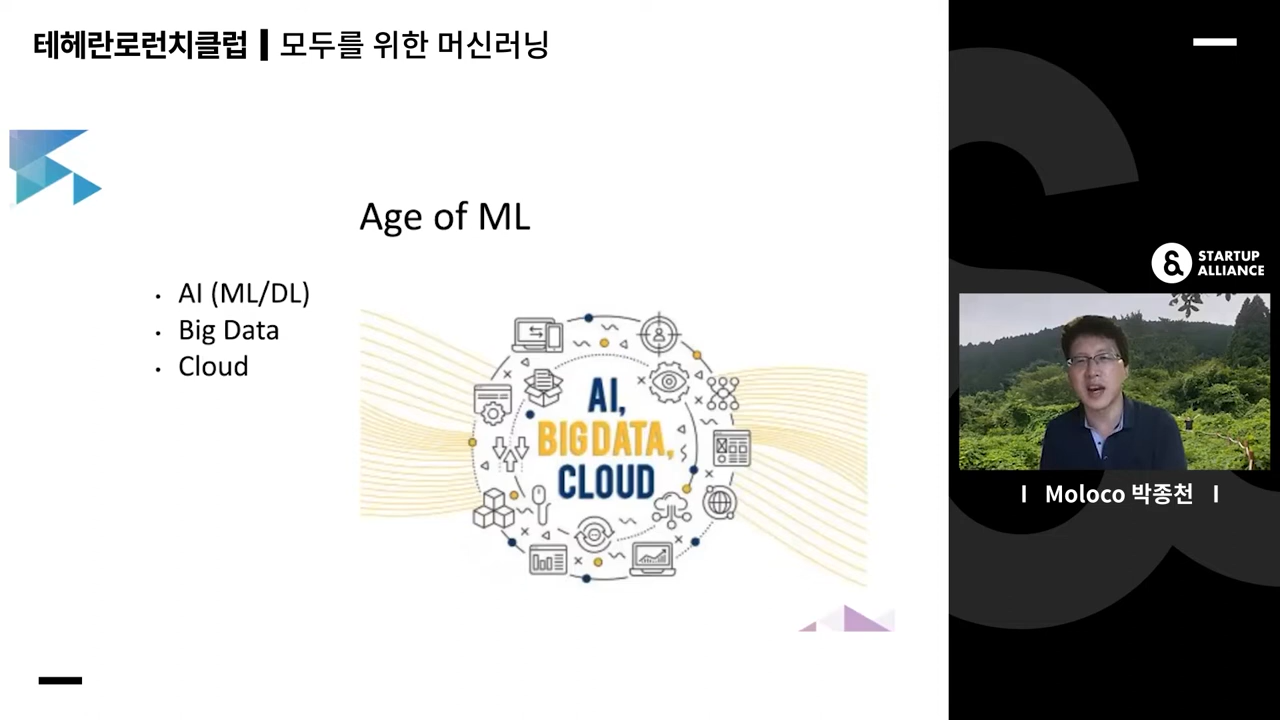 테헤란로런치클럽 | 모두를 위한 머신러닝
Age of ML
• AI (ML/DL)
• Big Data
• Cloud
AI,
BIG DATA,
CLOUD
STARTUP
ALLIANCE
Moloco 박종천